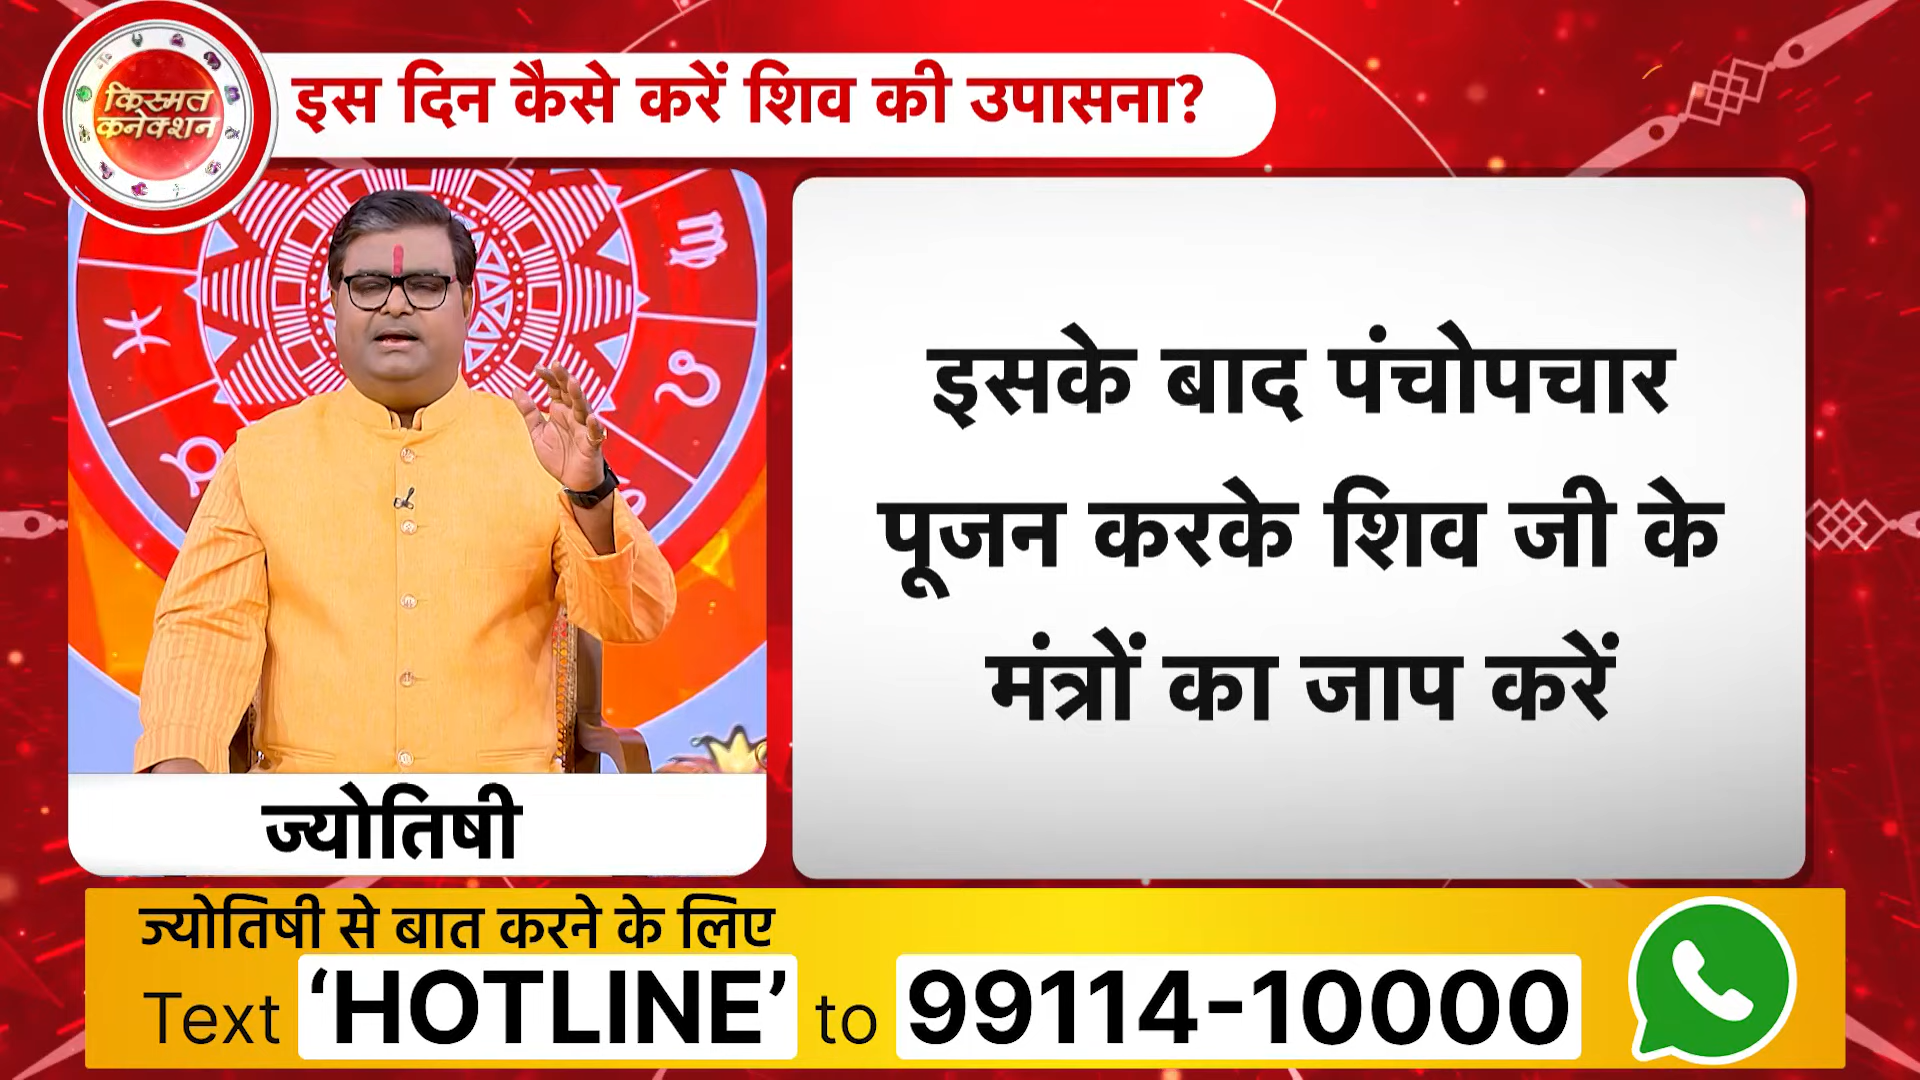 किस्मत
कनेक्शन
इस दिन कैसे करें शिव की उपासना?
इसके बाद पंचोपचार
पूजन करके शिव जी के
मंत्रों का जाप करें
ज्योतिषी
ज्योतिषी से बात करने के लिए
Text ‘HOTLINE’ to 99114-10000